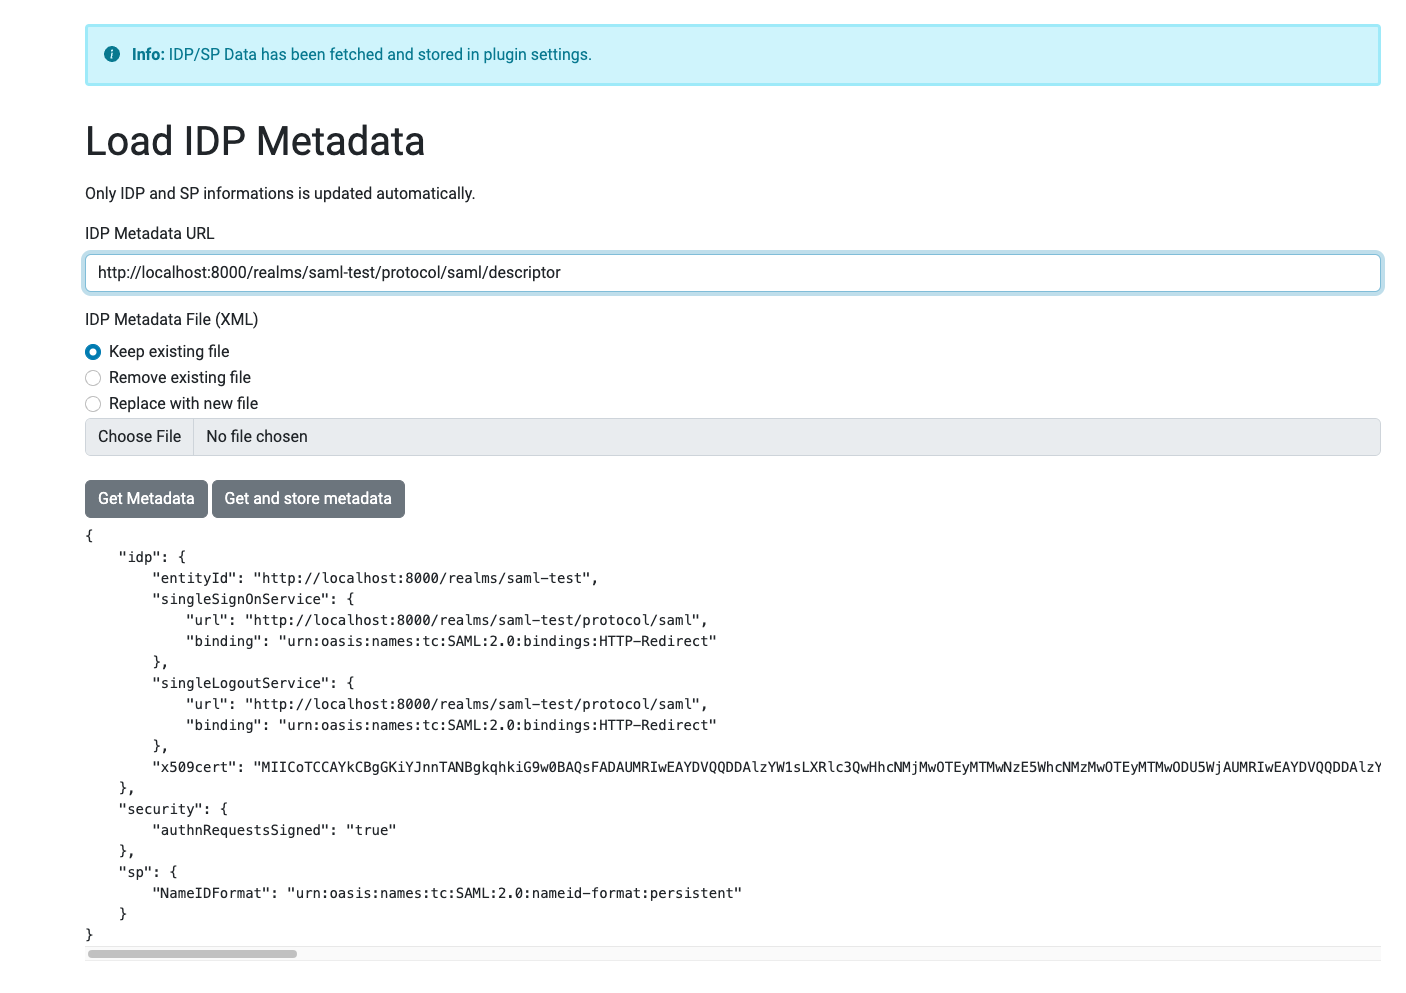 Info: IDP/SP Data has been fetched and stored in plugin settings.
Load IDP Metadata
Only IDP and SP informations is updated automatically.
IDP Metadata URL
http://localhost:8000/realms/saml-test/protocol/saml/descriptor
IDP Metadata File (XML)
Keep existing file
Remove existing file
Replace with new file
Choose File No file chosen
Get Metadata Get and store metadata
{
    "idp": {
        "entityId": "http://localhost:8000/realms/saml-test",
        "singleSignOnService": {
            "url": "http://localhost:8000/realms/saml-test/protocol/saml",
            "binding": "urn:oasis:names:tc:SAML:2.0:bindings:HTTP-Redirect"
        },
        "singleLogoutService": {
            "url": "http://localhost:8000/realms/saml-test/protocol/saml",
            "binding": "urn:oasis:names:tc:SAML:2.0:bindings:HTTP-Redirect"
        },
        "x509cert": "MIICoTCCAYkCBgGKiYJnnTANBgkqhkiG9w0BAQsFADAUMRIwEAYDVQQDDAlzYW1sLXRlc3QwHhcNMjMwOTEyMTMwNzE5WhcNMzMwOTEyMTMwODU5WjAUMRIwEAYDVQQDDAlzY
    },
    "security": {
        "authnRequestsSigned": "true"
    },
    "sp": {
        "NameIDFormat": "urn:oasis:names:tc:SAML:2.0:nameid-format:persistent"
    }
}